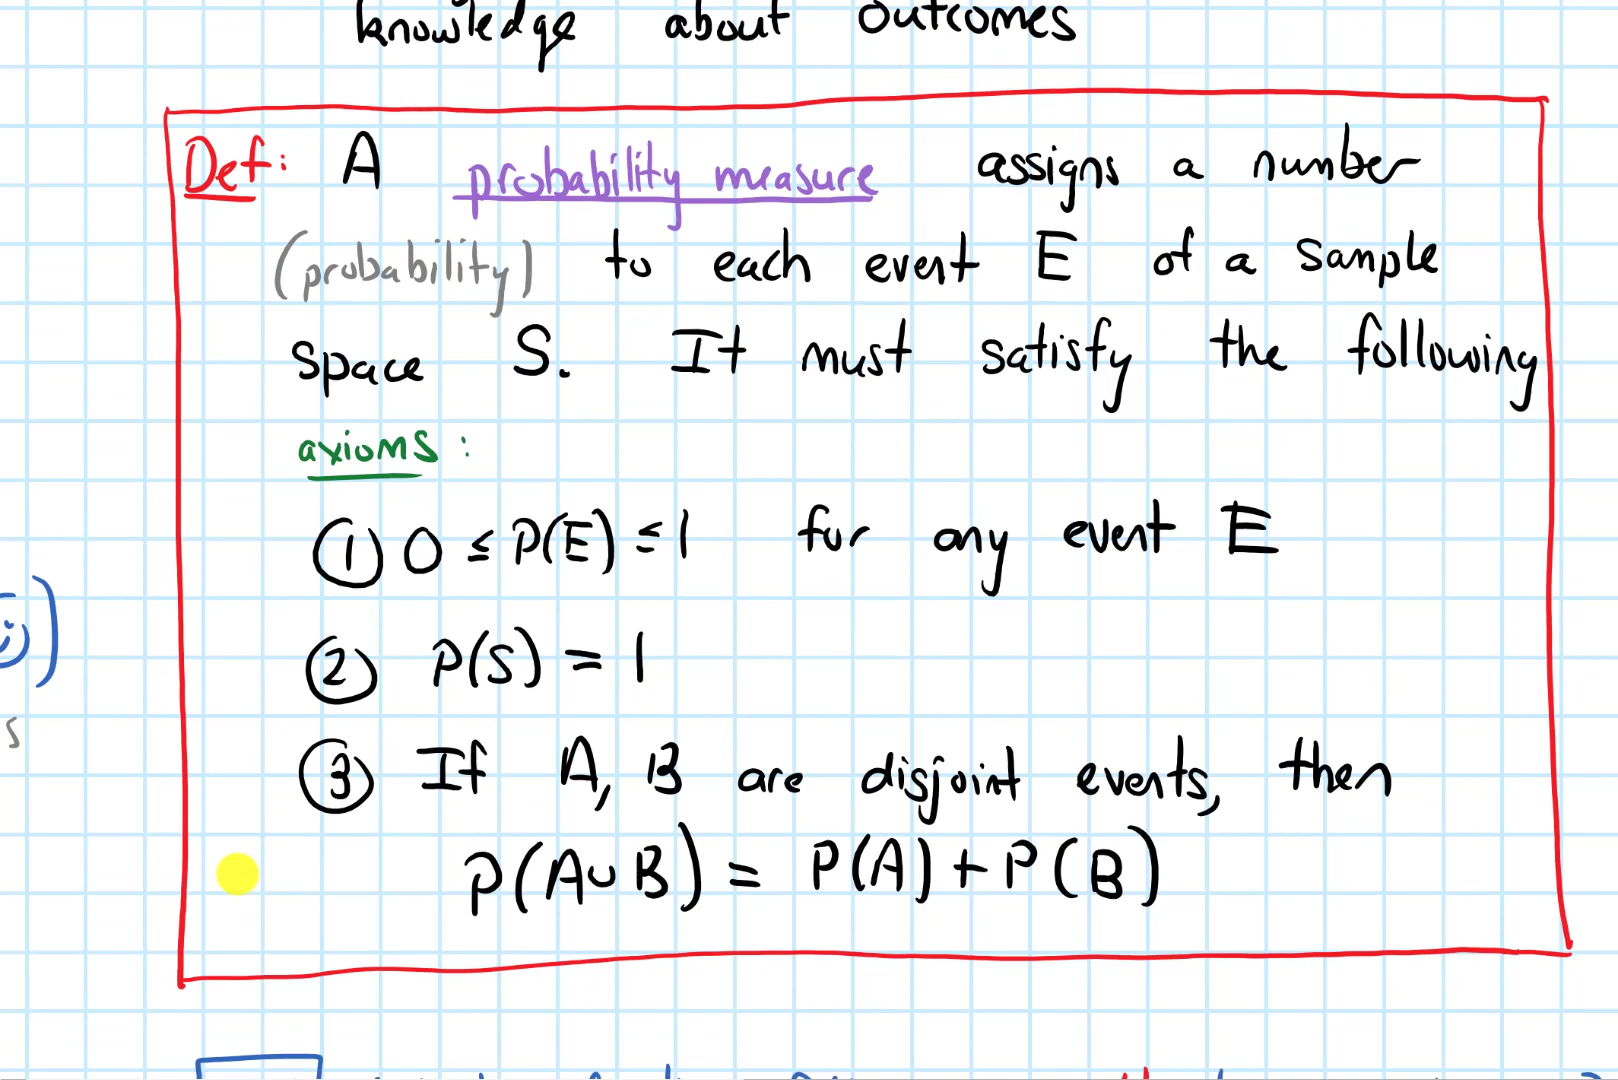 knowledge about outcomes
Def: A probability measure assigns a number
(probability) to each event E of a sample
space S. It must satisfy the following
axioms:
① 0 ≤ P(E) ≤ 1 for any event E
② P(S) = 1
③ If A, B are disjoint events, then
P(A∪B) = P(A) + P(B)